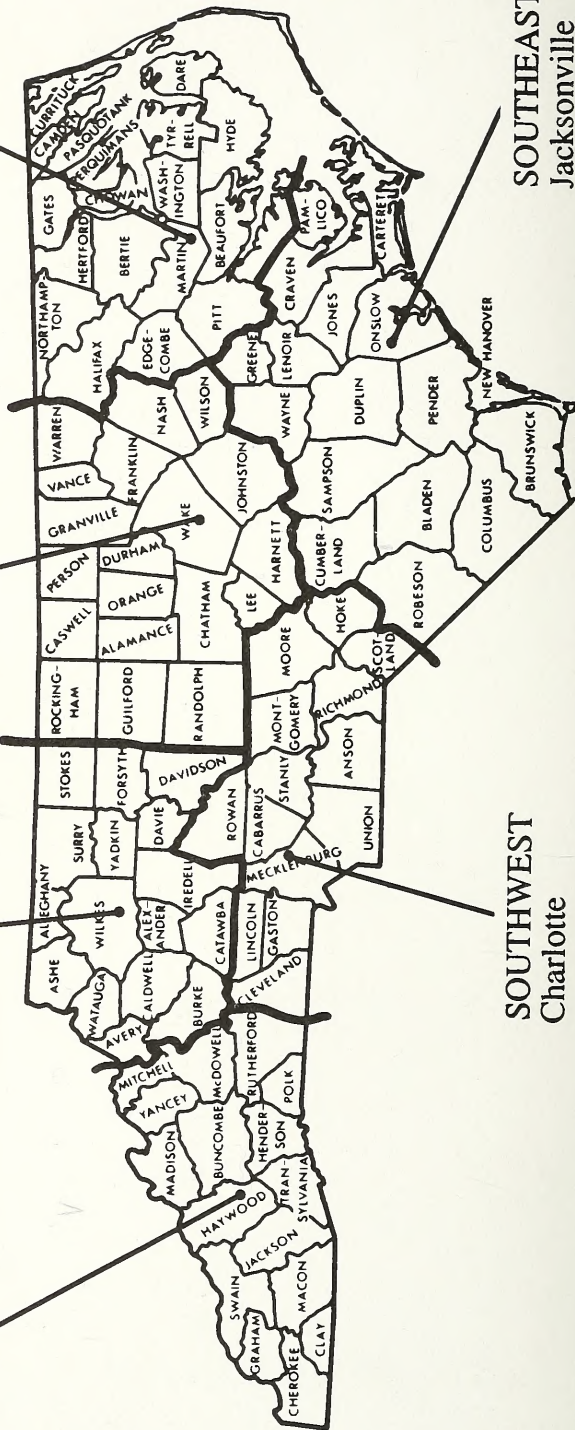 CURRITUCK
CAMDEN
PASQUOTANK
PERQUIMANS
GATES
HERTFORD
NORTHAMP-
TON
CHOWAN
BERTIE
HALIFAX
WARREN
VANCE
GRANVILLE
PERSON
CASWELL
ROCKING-
HAM
STOKES
SURRY
ALLEGHANY
ASHE
WATAUGA
WILKES
YADKIN
FORSYTH
GUILFORD
ALAMANCE
ORANGE
DURHAM
FRANKLIN
NASH
EDGE-
COMBE
MARTIN
WASH-
INGTON
TYR-
RELL
DARE
HYDE
BEAUFORT
PITT
WILSON
WAKE
JOHNSTON
CHATHAM
RANDOLPH
DAVIDSON
DAVIE
IREDELL
ALEX-
ANDER
CALDWELL
AVERY
MITCHELL
YANCEY
MADISON
BUNCOMBE
McDOWELL
BURKE
CATAWBA
ROWAN
LINCOLN
GASTON
CLEVELAND
RUTHERFORD
POLK
HENDER-
SON
TRAN-
SYLVANIA
HAYWOOD
JACKSON
SWAIN
MACON
GRAHAM
CHEROKEE
CLAY
MECKLENBURG
CABARRUS
STANLY
UNION
ANSON
MONT-
GOMERY
RICHMOND
MOORE
LEE
HARNETT
HOKE
SCOT
LAND
CUMBER-
LAND
ROBESON
SAMPSON
BLADEN
COLUMBUS
BRUNSWICK
NEW HANOVER
PENDER
DUPLIN
WAYNE
GREENE
LENOIR
CRAVEN
JONES
ONSLOW
PAM-
LICO
CARTERET
SOUTHWEST
Charlotte
SOUTHEAST
Jacksonville